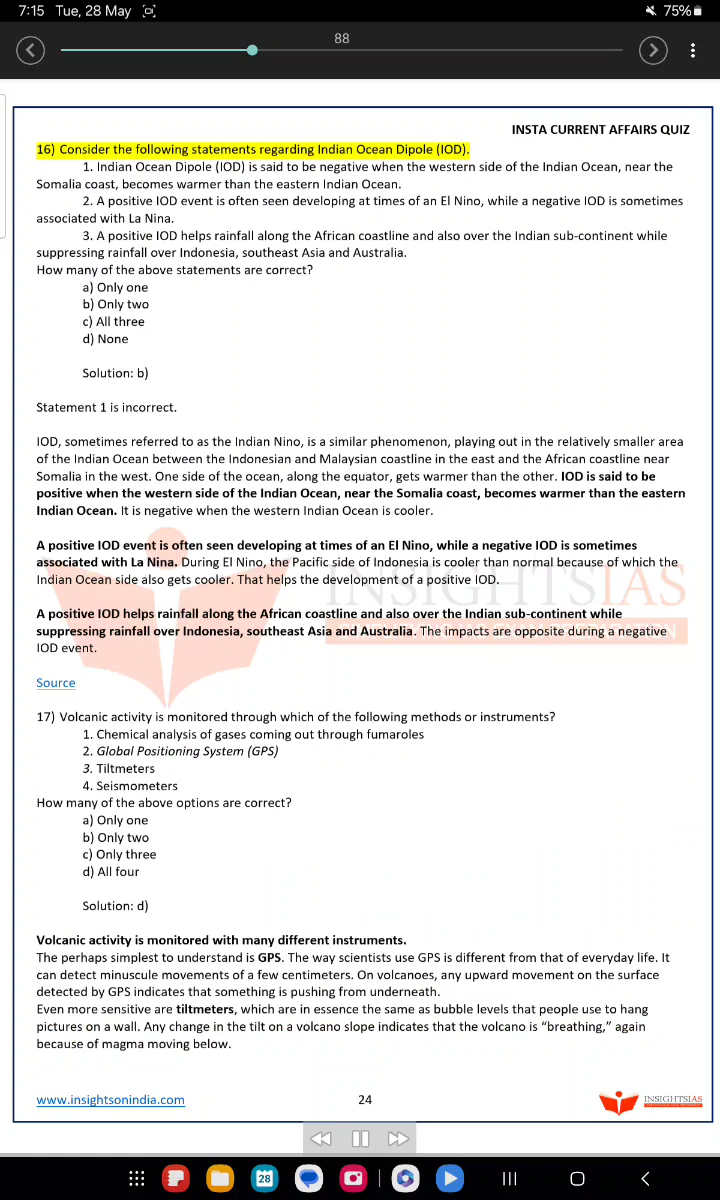 7:15 Tue, 28 May
75%
88
INSTA CURRENT AFFAIRS QUIZ
16) Consider the following statements regarding Indian Ocean Dipole (IOD).
1. Indian Ocean Dipole (IOD) is said to be negative when the western side of the Indian Ocean, near the
Somalia coast, becomes warmer than the eastern Indian Ocean.
2. A positive IOD event is often seen developing at times of an El Nino, while a negative IOD is sometimes
associated with La Nina.
3. A positive IOD helps rainfall along the African coastline and also over the Indian sub-continent while
suppressing rainfall over Indonesia, southeast Asia and Australia.
How many of the above statements are correct?
a) Only one
b) Only two
c) All three
d) None
Solution: b)
Statement 1 is incorrect.
IOD, sometimes referred to as the Indian Nino, is a similar phenomenon, playing out in the relatively smaller area
of the Indian Ocean between the Indonesian and Malaysian coastline in the east and the African coastline near
Somalia in the west. One side of the ocean, along the equator, gets warmer than the other. IOD is said to be
positive when the western side of the Indian Ocean, near the Somalia coast, becomes warmer than the eastern
Indian Ocean. It is negative when the western Indian Ocean is cooler.
A positive IOD event is often seen developing at times of an El Nino, while a negative IOD is sometimes
associated with La Nina. During El Nino, the Pacific side of Indonesia is cooler than normal because of which the
Indian Ocean side also gets cooler. That helps the development of a positive IOD.
INSIGHTSIAS
A positive IOD helps rainfall along the African coastline and also over the Indian sub-continent while
suppressing rainfall over Indonesia, southeast Asia and Australia. The impacts are opposite during a negative
IOD event.
Source
17) Volcanic activity is monitored through which of the following methods or instruments?
1. Chemical analysis of gases coming out through fumaroles
2. Global Positioning System (GPS)
3. Tiltmeters
4. Seismometers
How many of the above options are correct?
a) Only one
b) Only two
c) Only three
d) All four
Solution: d)
Volcanic activity is monitored with many different instruments.
The perhaps simplest to understand is GPS. The way scientists use GPS is different from that of everyday life. It
can detect minuscule movements of a few centimeters. On volcanoes, any upward movement on the surface
detected by GPS indicates that something is pushing from underneath.
Even more sensitive are tiltmeters, which are in essence the same as bubble levels that people use to hang
pictures on a wall. Any change in the tilt on a volcano slope indicates that the volcano is “breathing,” again
because of magma moving below.
www.insightsonindia.com
24
INSIGHTSIAS
28